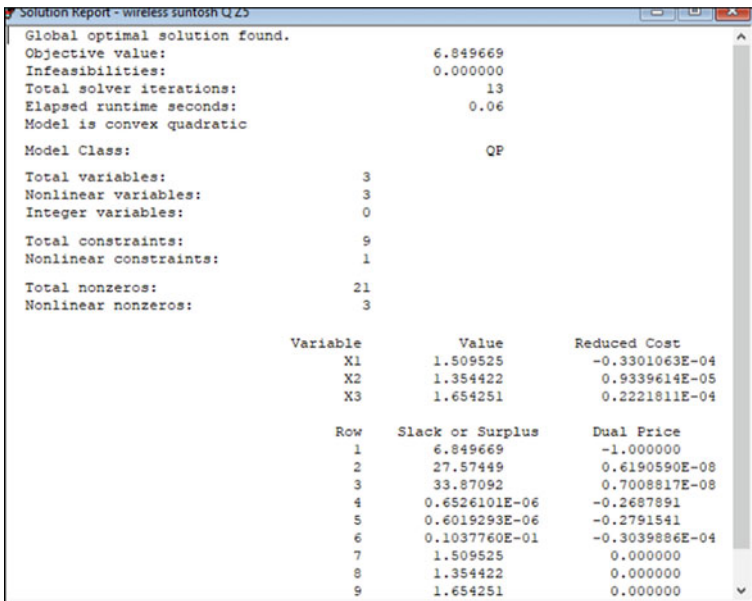 Solution Report - wireless suntosh Q Z5
Global optimal solution found.
Objective value: 6.849669
Infeasibilities: 0.000000
Total solver iterations: 13
Elapsed runtime seconds: 0.06
Model is convex quadratic
Model Class: QP
Total variables: 3
Nonlinear variables: 3
Integer variables: 0
Total constraints: 9
Nonlinear constraints: 1
Total nonzeros: 21
Nonlinear nonzeros: 3
Variable Value Reduced Cost
X1 1.509525 -0.3301063E-04
X2 1.354422 0.9339614E-05
X3 1.654251 0.2221811E-04
Row Slack or Surplus Dual Price
1 6.849669 -1.000000
2 27.57449 0.6190590E-08
3 33.87092 0.7008817E-08
4 0.6526101E-06 -0.2687891
5 0.6019293E-06 -0.2791541
6 0.1037760E-01 -0.3039886E-04
7 1.509525 0.000000
8 1.354422 0.000000
9 1.654251 0.000000